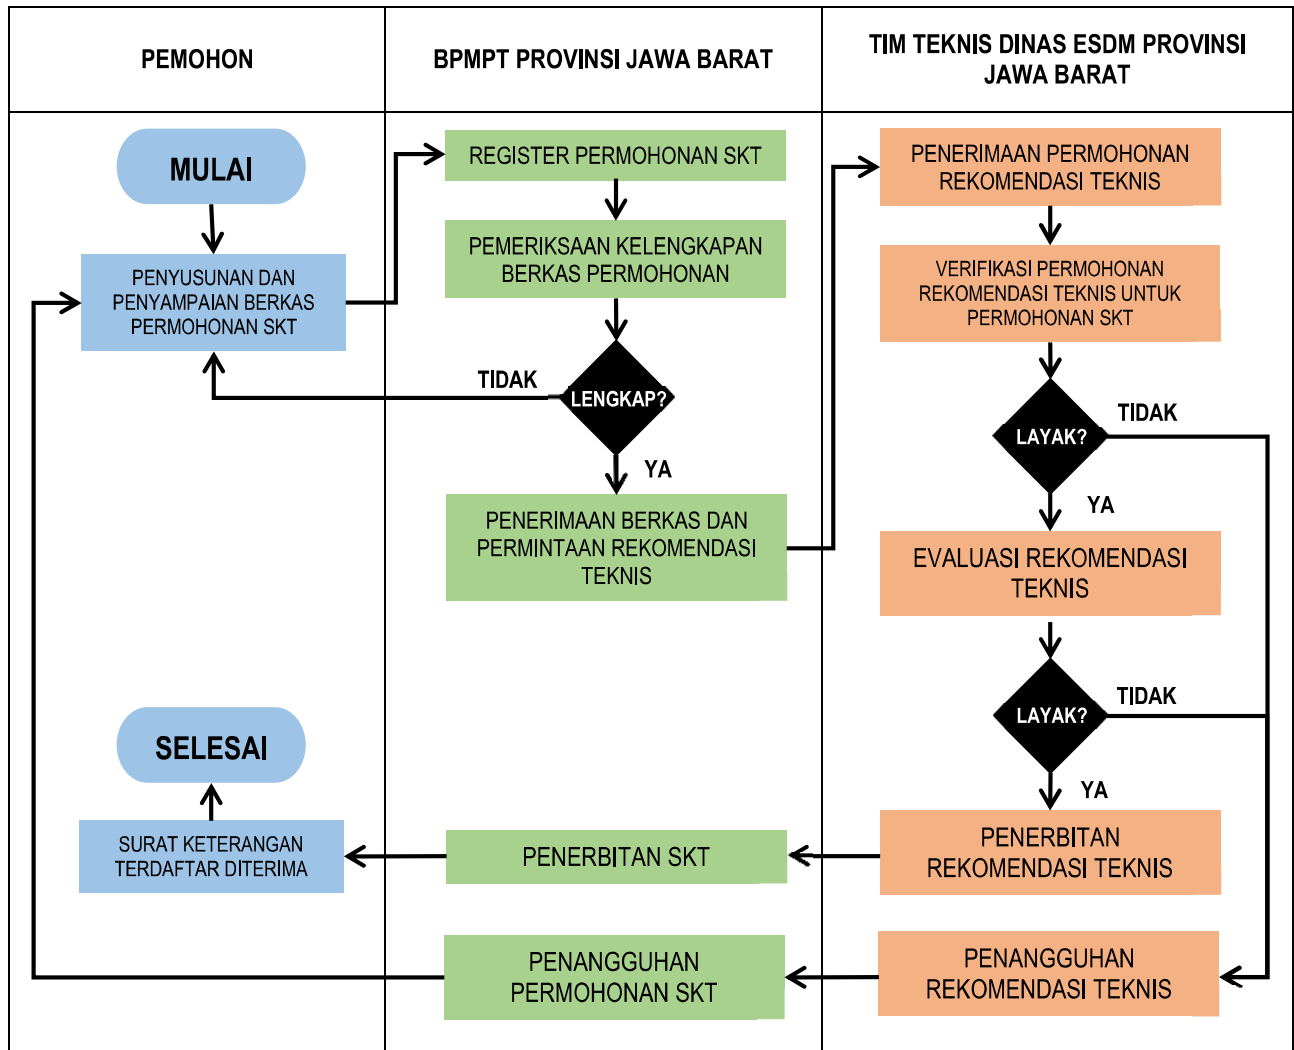 PEMOHON
BPMPT PROVINSI JAWA BARAT
TIM TEKNIS DINAS ESDM PROVINSI
JAWA BARAT
MULAI
PENYUSUNAN DAN
PENYAMPAIAN BERKAS
PERMOHONAN SKT
REGISTER PERMOHONAN SKT
PEMERIKSAAN KELENGKAPAN
BERKAS PERMOHONAN
TIDAK
LENGKAP?
YA
PENERIMAAN BERKAS DAN
PERMINTAAN REKOMENDASI
TEKNIS
PENERIMAAN PERMOHONAN
REKOMENDASI TEKNIS
VERIFIKASI PERMOHONAN
REKOMENDASI TEKNIS UNTUK
PERMOHONAN SKT
LAYAK?
TIDAK
YA
EVALUASI REKOMENDASI
TEKNIS
LAYAK?
TIDAK
YA
PENERBITAN
REKOMENDASI TEKNIS
PENERBITAN SKT
SURAT KETERANGAN
TERDAFTAR DITERIMA
SELESAI
PENANGGUHAN
REKOMENDASI TEKNIS
PENANGGUHAN
PERMOHONAN SKT